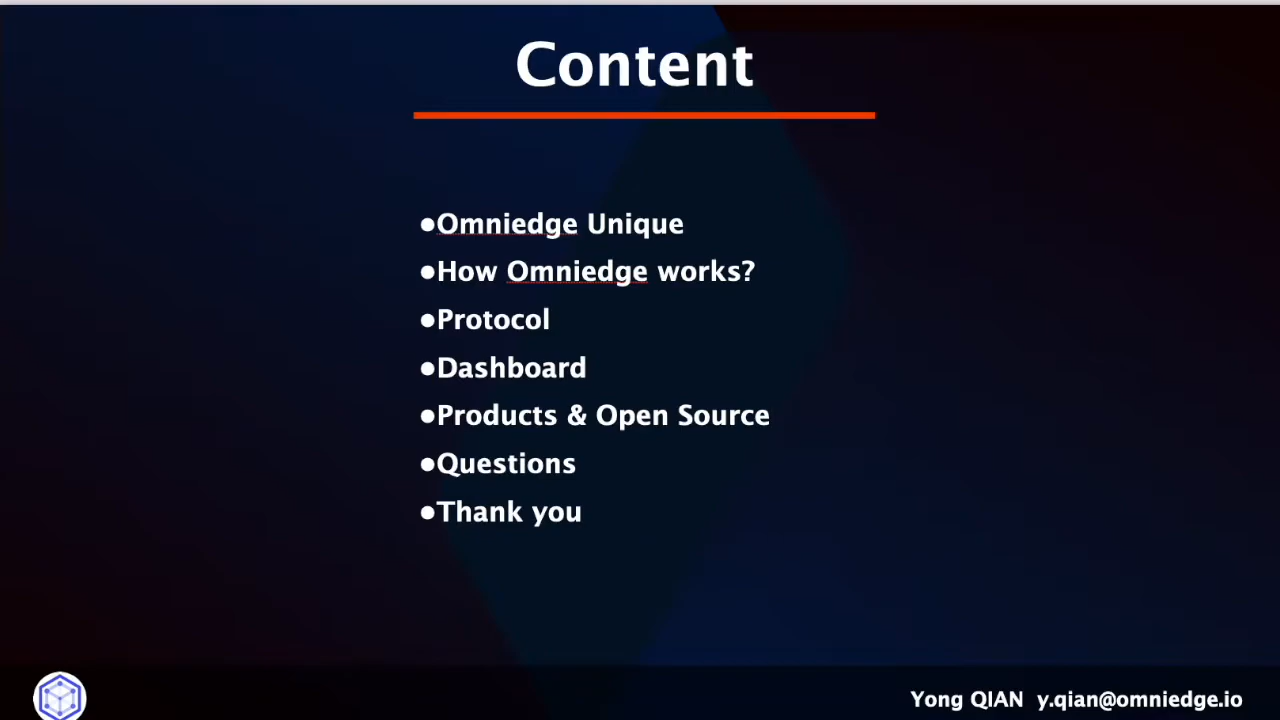 Content
●Omniedge Unique
●How Omniedge works?
●Protocol
●Dashboard
●Products & Open Source
●Questions
●Thank you
Yong QIAN y.qian@omniedge.io